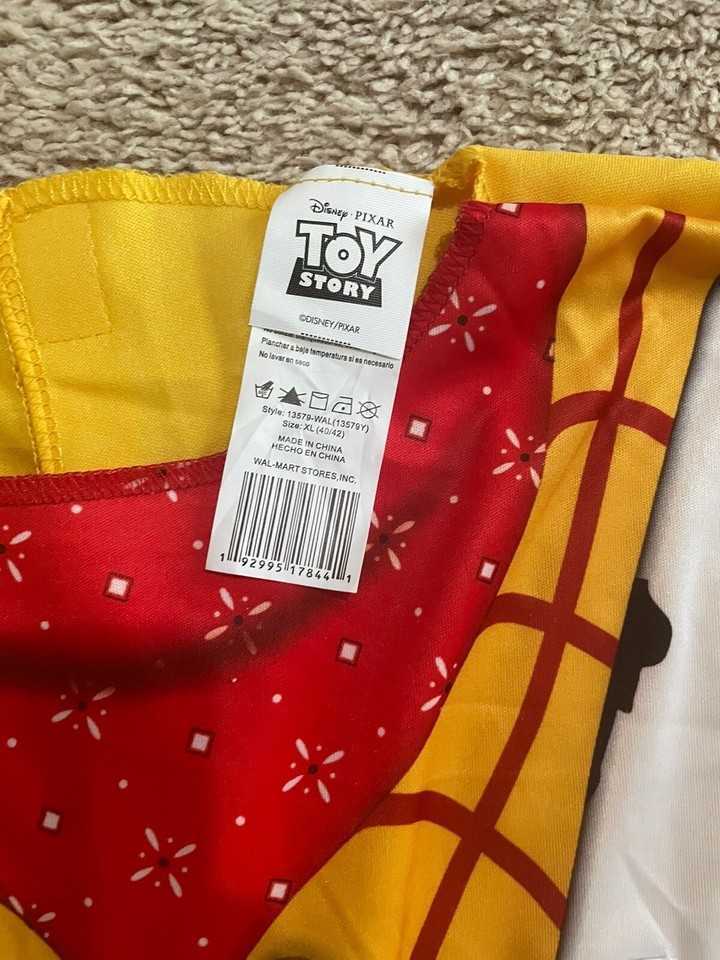 Disney · PIXAR
TOY
STORY
©DISNEY/PIXAR
Planchar a baja temperatura si es necesario
No lavar en seco
Style: 13579-WAL(13579Y)
Size: XL (40/42)
MADE IN CHINA
HECHO EN CHINA
WAL-MART STORES, INC.
1 92995 17844 1